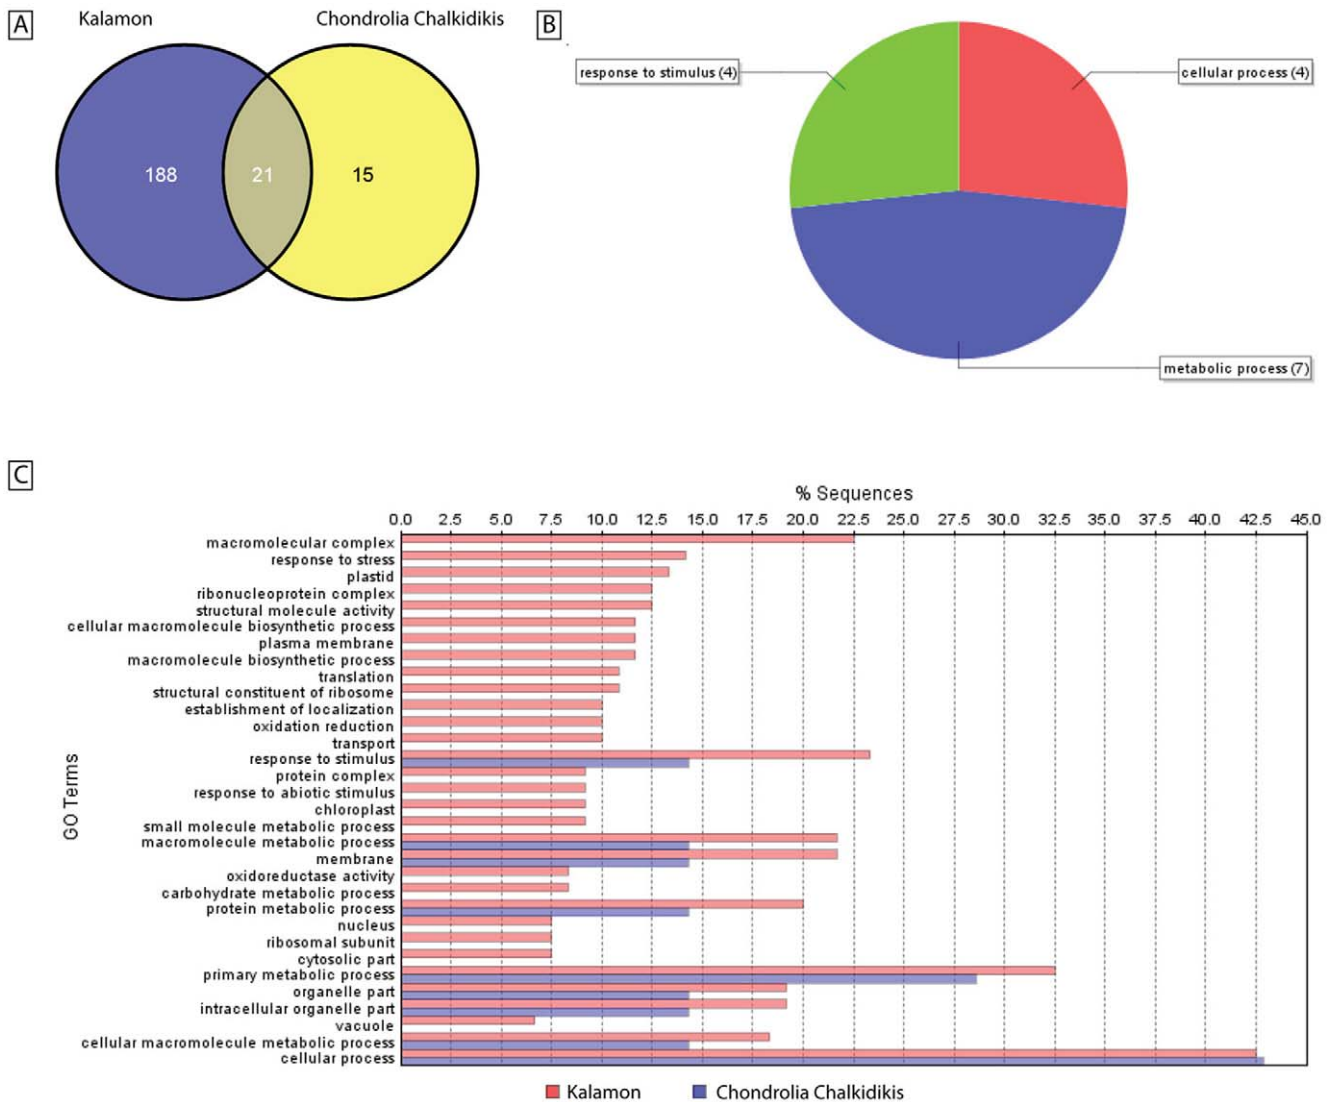 A
Kalamon
Chondrolia Chalkidikis
188
21
15
B
response to stimulus (4)
cellular process (4)
metabolic process (7)
C
% Sequences
0.0 2.5 5.0 7.5 10.0 12.5 15.0 17.5 20.0 22.5 25.0 27.5 30.0 32.5 35.0 37.5 40.0 42.5 45.0
GO Terms
macromolecular complex
response to stress
plastid
ribonucleoprotein complex
structural molecule activity
cellular macromolecule biosynthetic process
plasma membrane
macromolecule biosynthetic process
translation
structural constituent of ribosome
establishment of localization
oxidation reduction
transport
response to stimulus
protein complex
response to abiotic stimulus
chloroplast
small molecule metabolic process
macromolecule metabolic process
membrane
oxidoreductase activity
carbohydrate metabolic process
protein metabolic process
nucleus
ribosomal subunit
cytosolic part
primary metabolic process
organelle part
intracellular organelle part
vacuole
cellular macromolecule metabolic process
cellular process
Kalamon
Chondrolia Chalkidikis